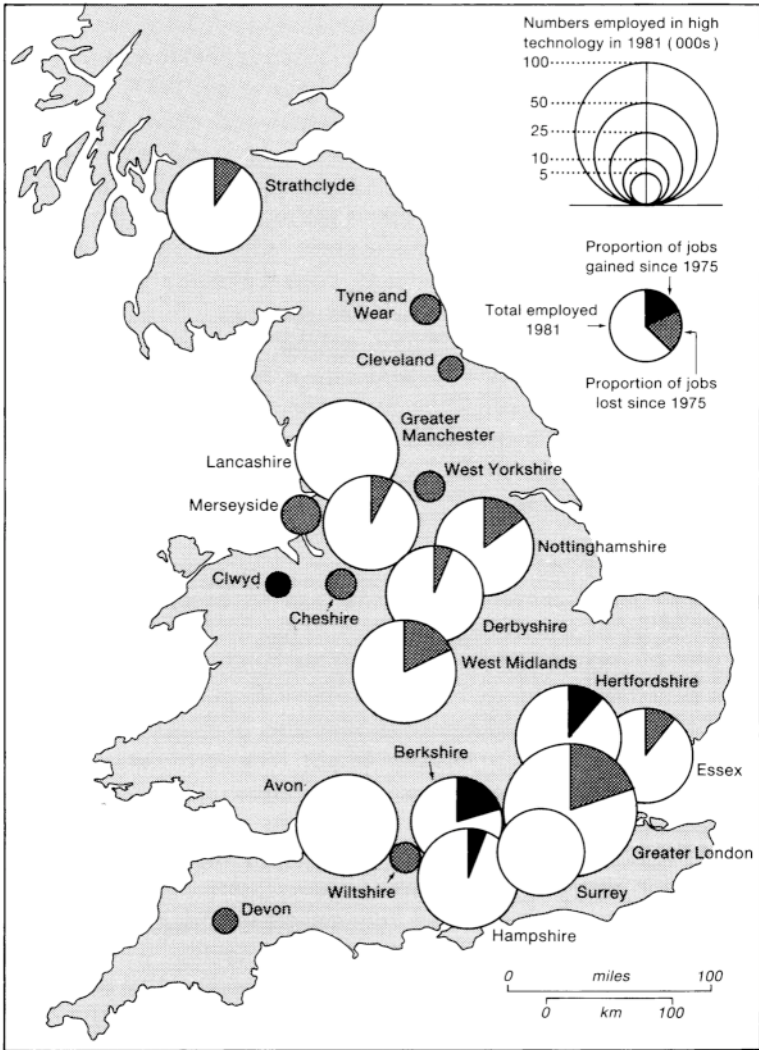 Numbers employed in high
technology in 1981 (000s)
100
50
25
10
5
Proportion of jobs
gained since 1975
Total employed
1981
Proportion of jobs
lost since 1975
Strathclyde
Tyne and
Wear
Cleveland
Greater
Manchester
Lancashire
West Yorkshire
Merseyside
Nottinghamshire
Clwyd
Cheshire
Derbyshire
West Midlands
Hertfordshire
Berkshire
Essex
Avon
Greater London
Wiltshire
Surrey
Devon
Hampshire
0 miles 100
0 km 100